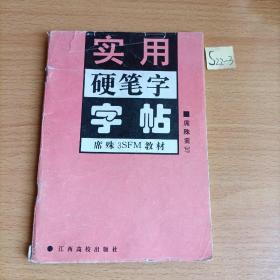 实用
硬笔字
字帖
席殊3SFM教材
■席殊书写
■江西高校出版社
S22-3